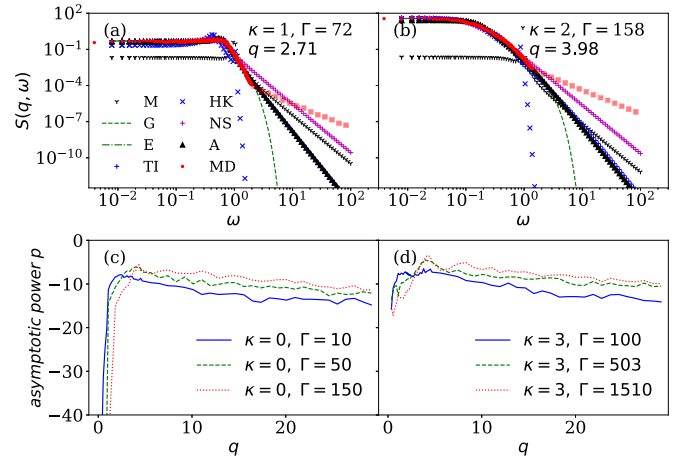 (a) κ = 1, Γ = 72
q = 2.71
(b) κ = 2, Γ = 158
q = 3.98
S(q, ω)
10^1
10^-1
10^-4
10^-7
10^-10
M HK
G NS
E A
TI MD
10^-2 10^-1 10^0 10^1 10^2
ω
10^-2 10^-1 10^0 10^1 10^2
ω
asymptotic power p
0
−10
−20
−30
−40
(c)
κ = 0, Γ = 10
κ = 0, Γ = 50
κ = 0, Γ = 150
0 10 20
q
(d)
κ = 3, Γ = 100
κ = 3, Γ = 503
κ = 3, Γ = 1510
0 10 20
q